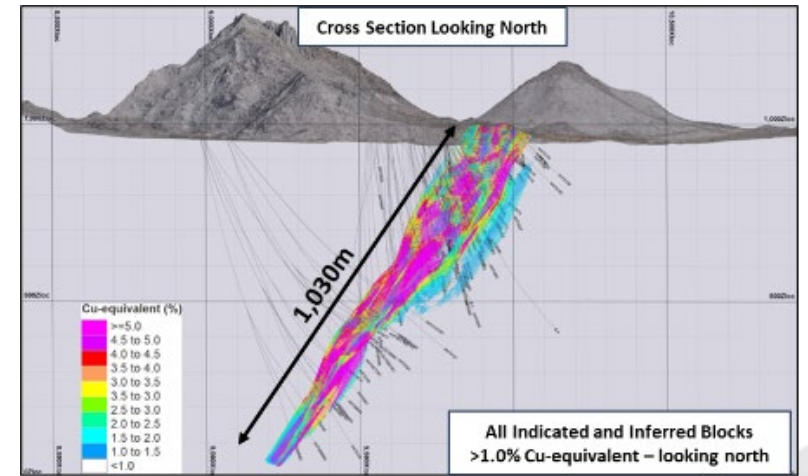 Cross Section Looking North
1,030m
Cu-equivalent (%)
>=5.0
4.5 to 5.0
4.0 to 4.5
3.5 to 4.0
3.0 to 3.5
2.5 to 3.0
2.0 to 2.5
1.5 to 2.0
1.0 to 1.5
<1.0
All Indicated and Inferred Blocks
>1.0% Cu-equivalent – looking north